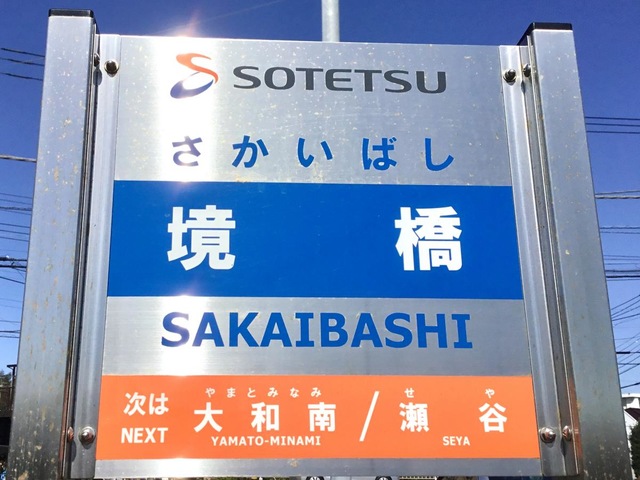 SOTETSU
さかいばし
境橋
SAKAIBASHI
やまとみなみ せや
次は 大和南 / 瀬谷
NEXT YAMATO-MINAMI SEYA